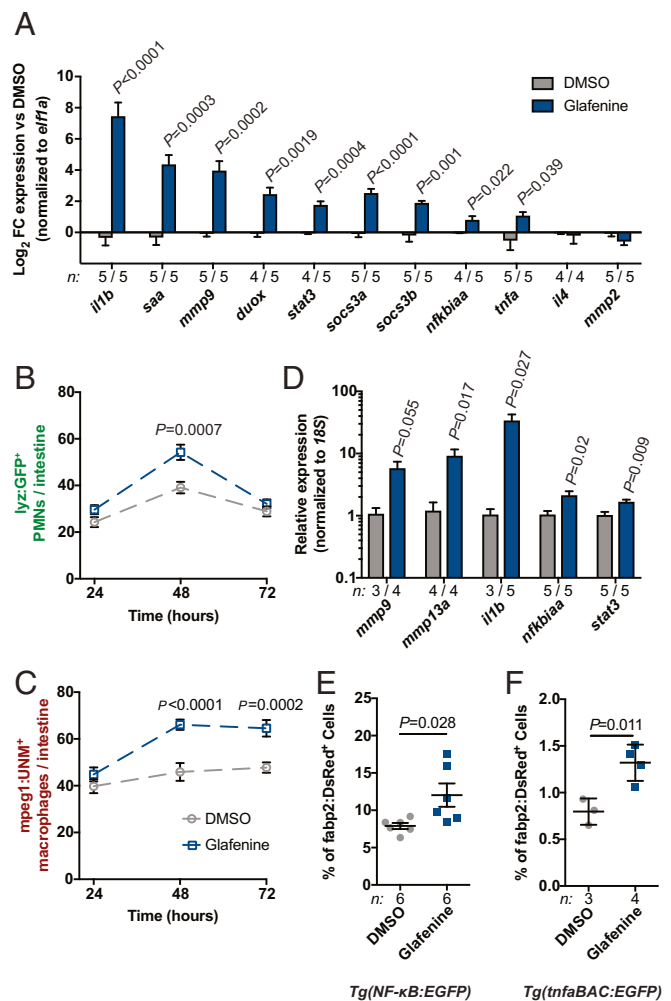 A
Log2 FC expression vs DMSO
(normalized to elf1a)
10
8
6
4
2
0
-2
-4
-6
P<0.0001
P=0.0003
P=0.0002
P=0.0019
P=0.0004
P<0.0001
P=0.001
P=0.022
P=0.039
DMSO
Glafenine
n: 5 / 5 5 / 5 5 / 5 4 / 5 4 / 5 5 / 5 5 / 5 4 / 5 5 / 5 4 / 4 5 / 5
il1b saa mmp9 duox stat3 socs3a socs3b nfkbiaa tnfa il4 mmp2
B
lyz:GFP+
PMNs / intestine
80
60
40
20
0
P=0.0007
24 48 72
Time (hours)
D
Relative expression
(normalized to 18S)
100
10
1
0.1
P=0.055
P=0.017
P=0.027
P=0.02
P=0.009
n: 3 / 4 4 / 4 3 / 5 5 / 5 5 / 5
mmp9 mmp13a il1b nfkbiaa stat3
C
mpeg1:UNM+
macrophages / intestine
80
60
40
20
0
P<0.0001 P=0.0002
DMSO
Glafenine
24 48 72
Time (hours)
E
% of fabp2:DsRed+ Cells
25
20
15
10
5
0
P=0.028
n: 6 6
DMSO Glafenine
Tg(NF-κB:EGFP)
F
% of fabp2:DsRed+ Cells
2.0
1.5
1.0
0.5
0.0
P=0.011
n: 3 4
DMSO Glafenine
Tg(tnfaBAC:EGFP)